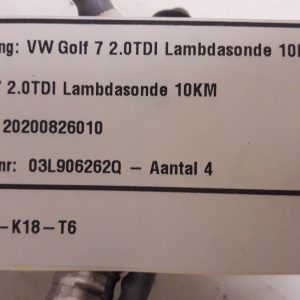 ng: VW Golf 7 2.0TDI Lambdasonde 10
7 2.0TDI Lambdasonde 10KM
20200826010
nr: 03L906262Q – Aantal 4
-K18-T6